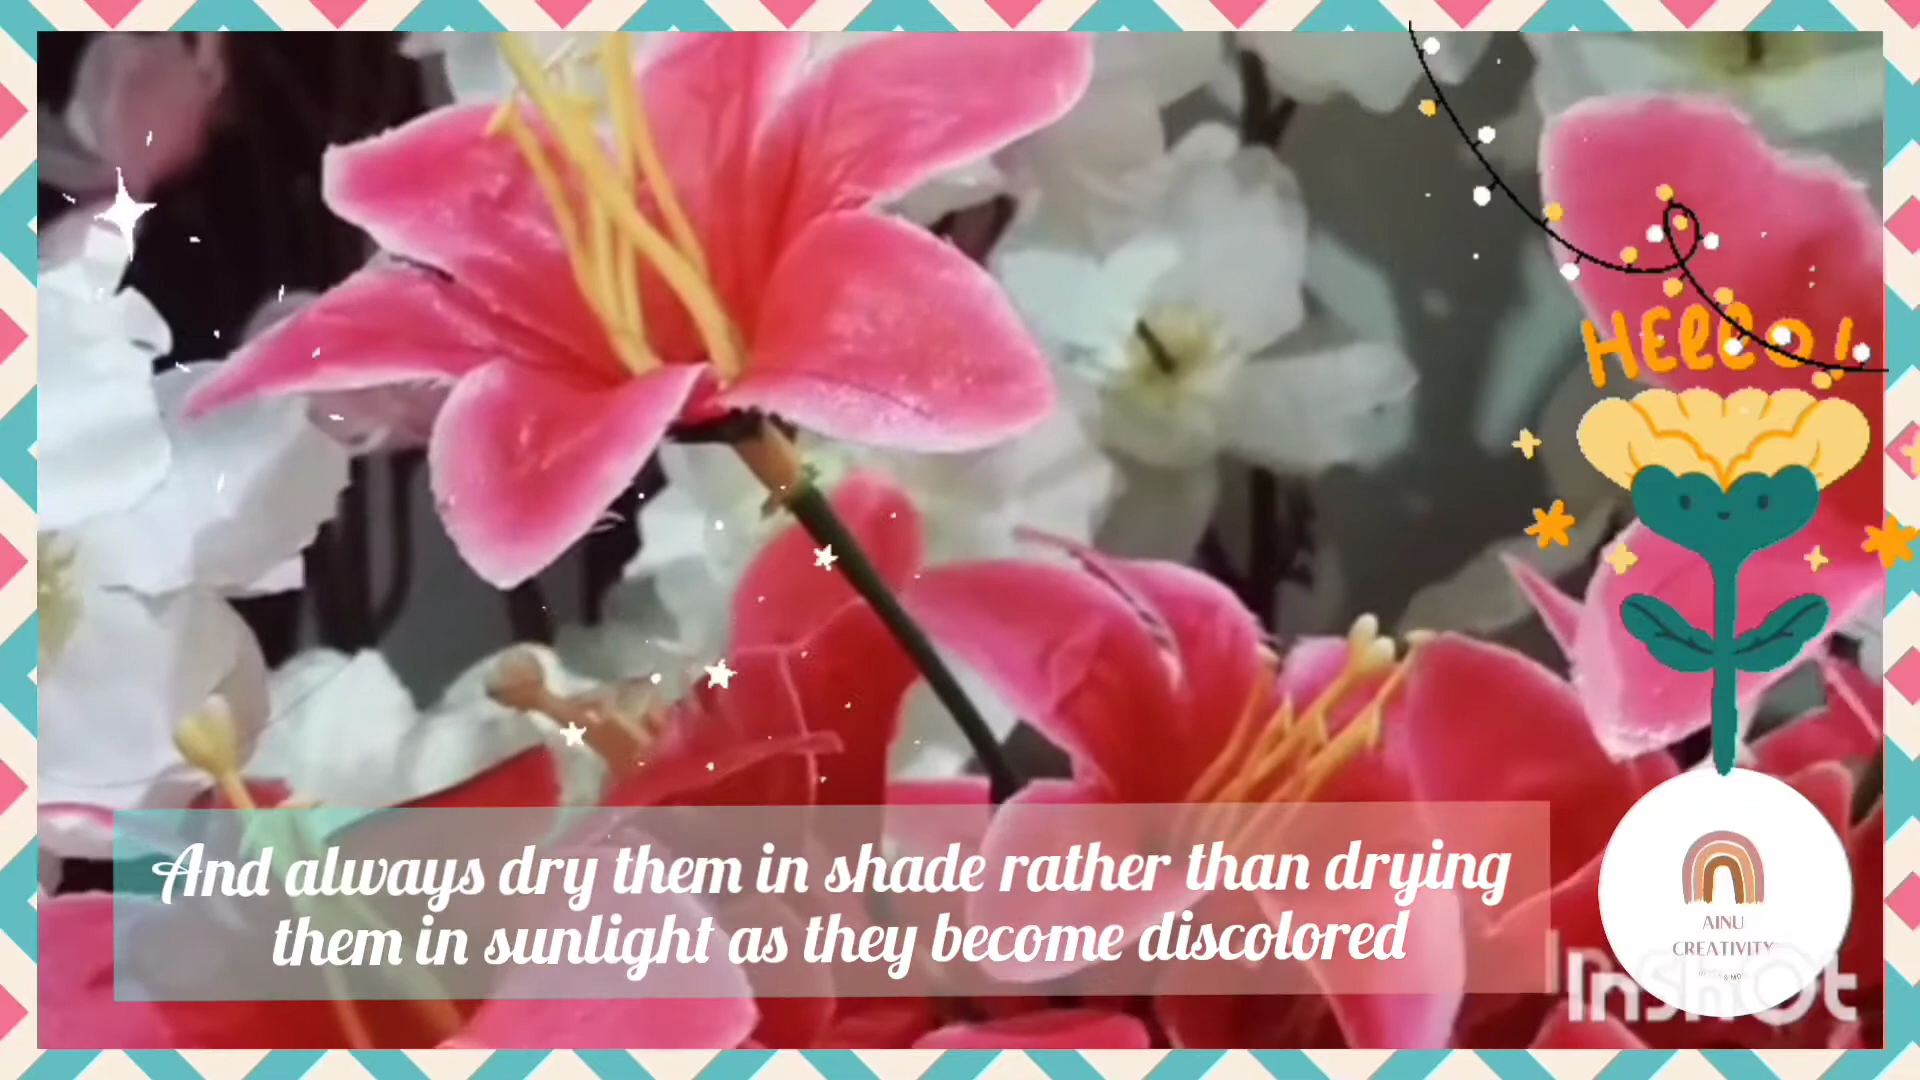 HELLO!
And always dry them in shade rather than drying
them in sunlight as they become discolored
AINU
CREATIVITY
InShOt